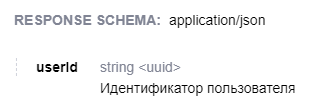 RESPONSE SCHEMA: application/json
userId string <uuid>
Идентификатор пользователя